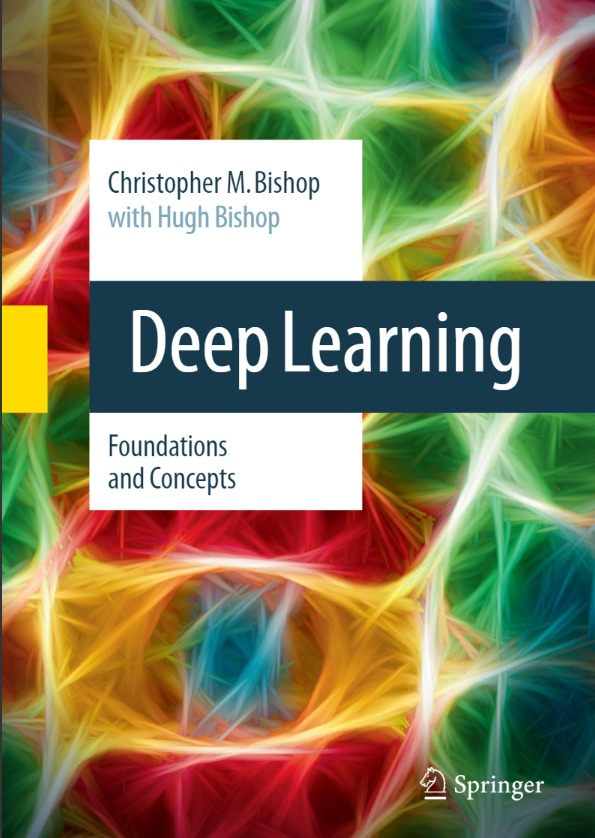 Christopher M. Bishop
with Hugh Bishop
Deep Learning
Foundations
and Concepts
Springer